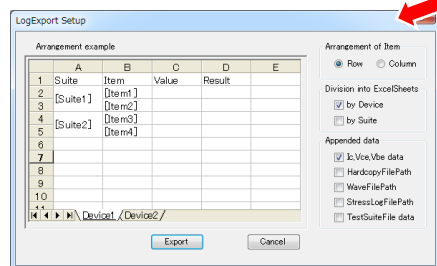 LogExport Setup
Arrangement example
A B C D E
1 Suite Item Value Result
2 [Item1]
[Suite1]
3 [Item2]
4 [Item3]
[Suite2]
5 [Item4]
6
7
8
9
10
11
Device1 Device2
Arrangement of Item
Row Column
Division into ExcelSheets
by Device
by Suite
Appended data
Ic,Vce,Vbe data
HardcopyFilePath
WaveFilePath
StressLogFilePath
TestSuiteFile data
Export Cancel